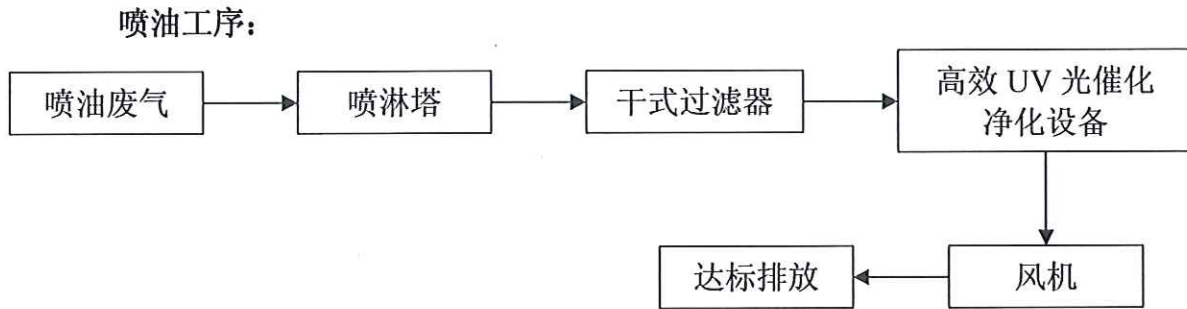 喷油工序：
喷油废气
喷淋塔
干式过滤器
高效 UV 光催化
净化设备
风机
达标排放